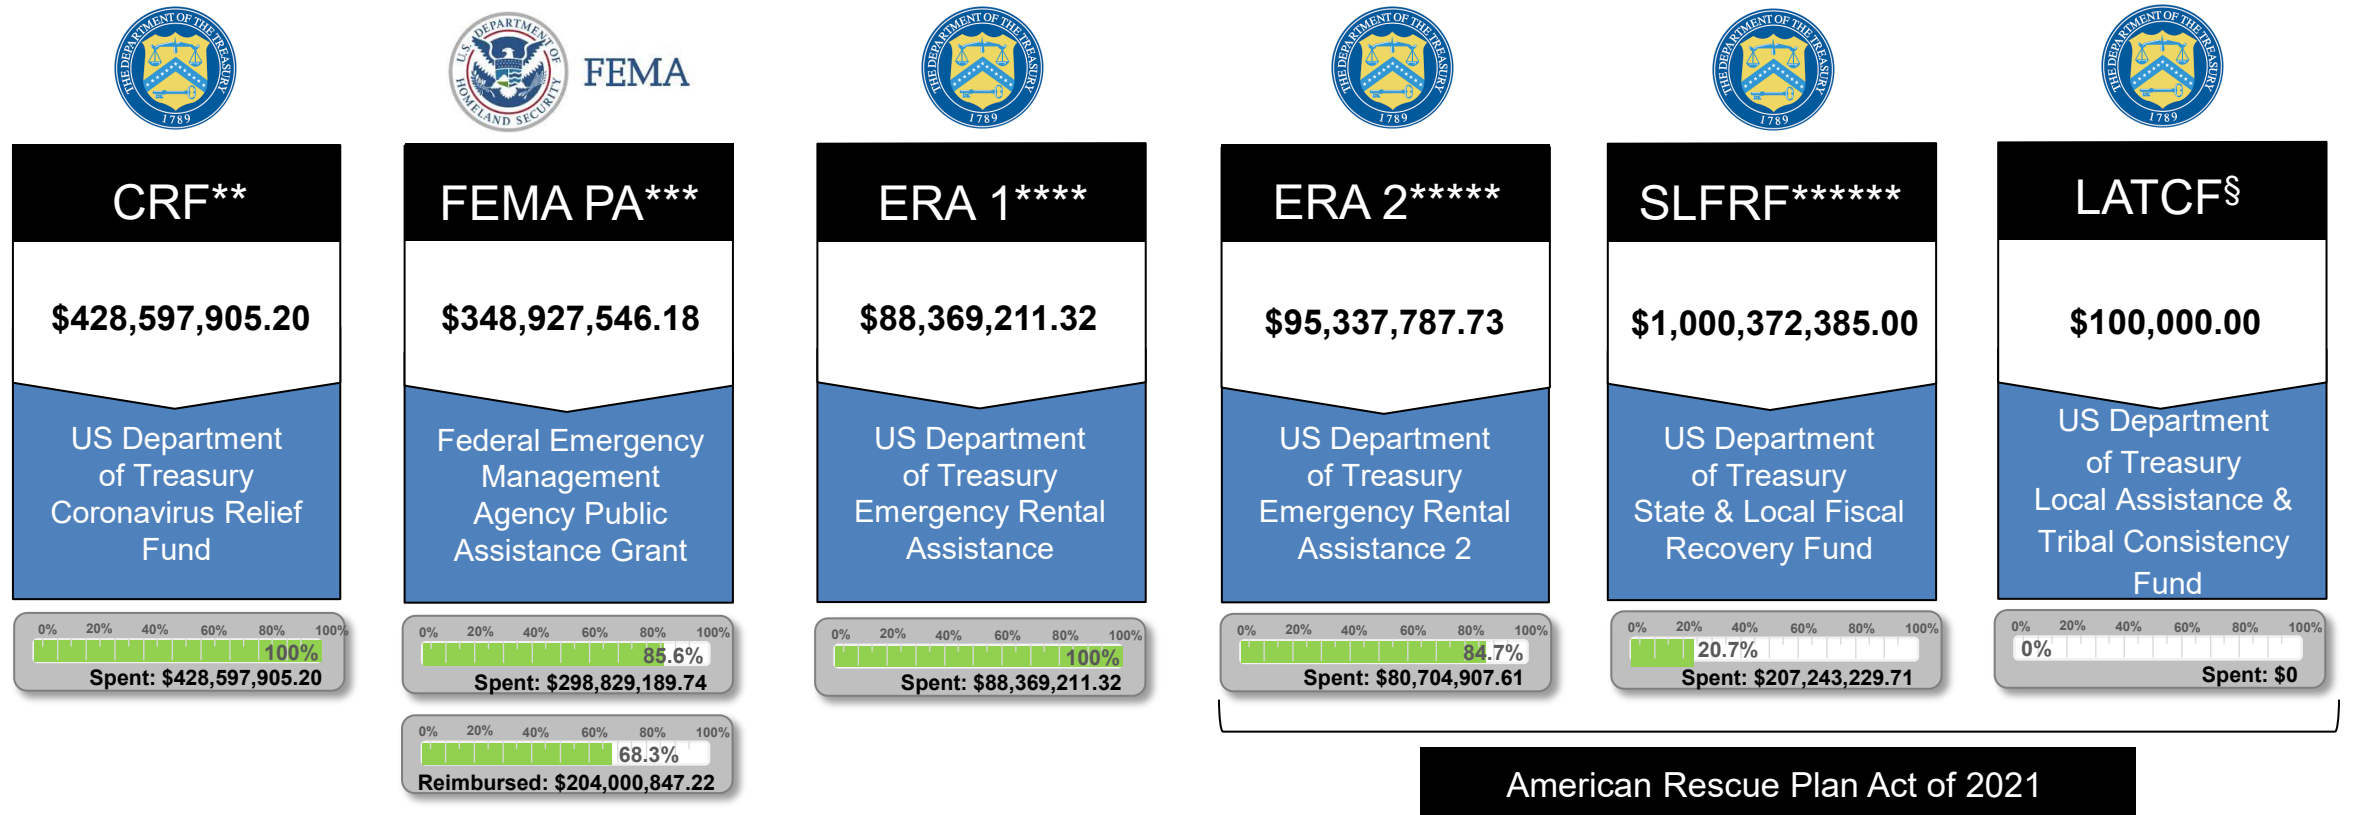 THE DEPARTMENT OF THE TREASURY
1789
U.S. DEPARTMENT OF
HOMELAND SECURITY
FEMA
THE DEPARTMENT OF THE TREASURY
1789
THE DEPARTMENT OF THE TREASURY
1789
THE DEPARTMENT OF THE TREASURY
1789
THE DEPARTMENT OF THE TREASURY
1789
CRF**
$428,597,905.20
US Department
of Treasury
Coronavirus Relief
Fund
0% 20% 40% 60% 80% 100%
100%
Spent: $428,597,905.20
FEMA PA***
$348,927,546.18
Federal Emergency
Management
Agency Public
Assistance Grant
0% 20% 40% 60% 80% 100%
85.6%
Spent: $298,829,189.74
0% 20% 40% 60% 80% 100%
68.3%
Reimbursed: $204,000,847.22
ERA 1****
$88,369,211.32
US Department
of Treasury
Emergency Rental
Assistance
0% 20% 40% 60% 80% 100%
100%
Spent: $88,369,211.32
ERA 2*****
$95,337,787.73
US Department
of Treasury
Emergency Rental
Assistance 2
0% 20% 40% 60% 80% 100%
84.7%
Spent: $80,704,907.61
SLFRF******
$1,000,372,385.00
US Department
of Treasury
State & Local Fiscal
Recovery Fund
0% 20% 40% 60% 80% 100%
20.7%
Spent: $207,243,229.71
LATCF§
$100,000.00
US Department
of Treasury
Local Assistance &
Tribal Consistency
Fund
0% 20% 40% 60% 80% 100%
0%
Spent: $0
American Rescue Plan Act of 2021